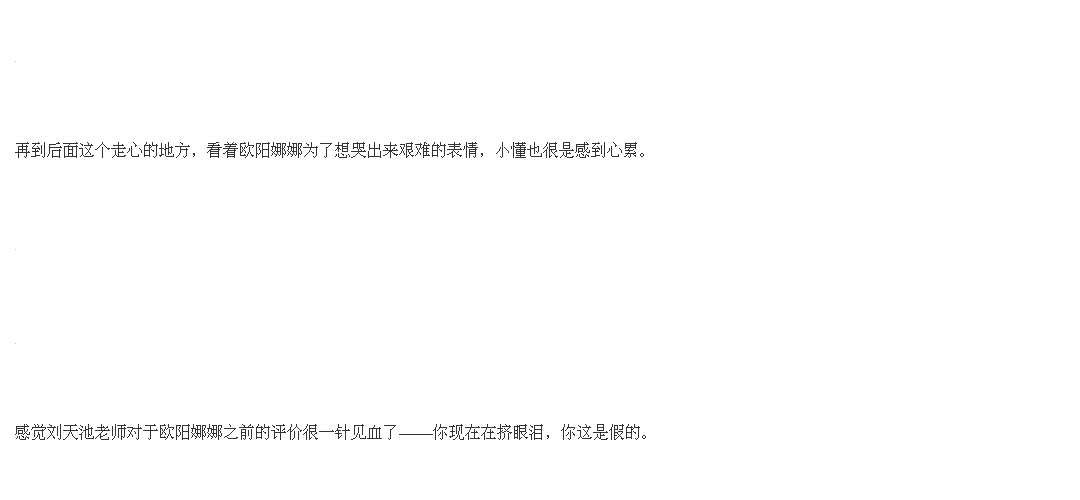 再到后面这个走心的地方，看着欧阳娜娜为了想哭出来艰难的表情，小懂也很是感到心累。
感觉刘天池老师对于欧阳娜娜之前的评价很一针见血了——你现在在挤眼泪，你这是假的。